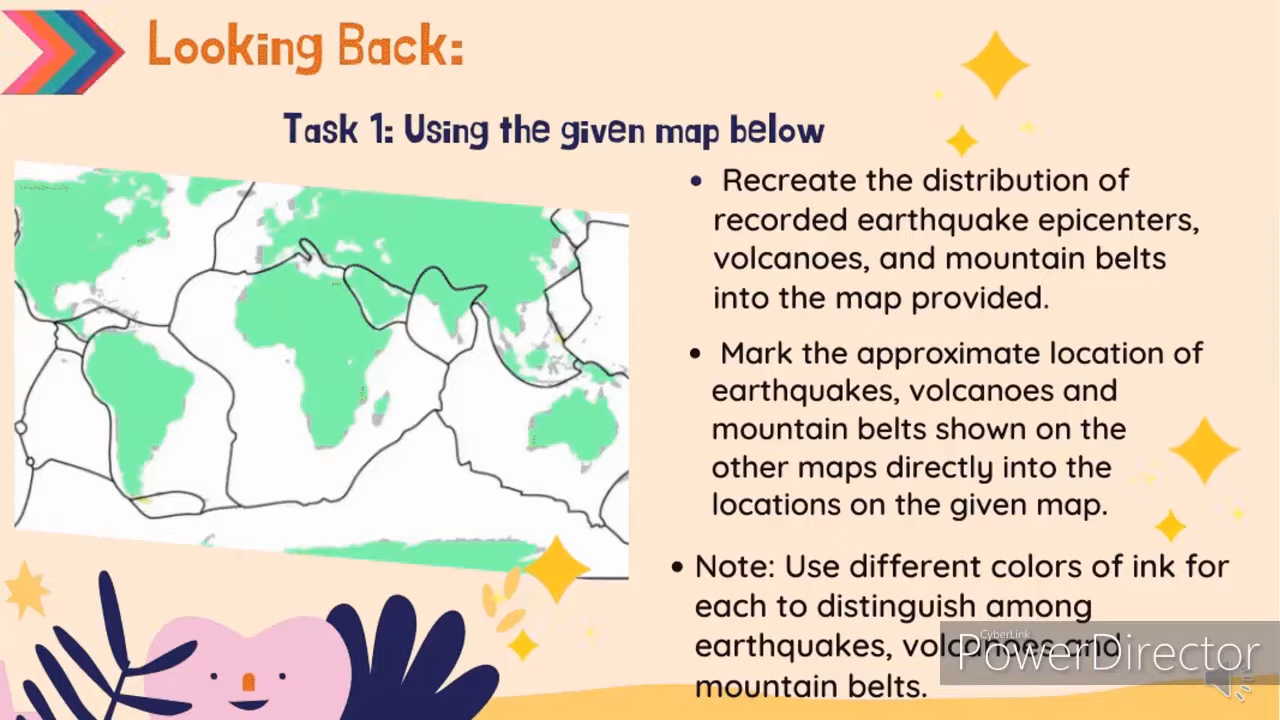 Looking Back:
Task 1: Using the given map below
• Recreate the distribution of
recorded earthquake epicenters,
volcanoes, and mountain belts
into the map provided.
• Mark the approximate location of
earthquakes, volcanoes and
mountain belts shown on the
other maps directly into the
locations on the given map.
• Note: Use different colors of ink for
each to distinguish among
earthquakes, volcanoes and
mountain belts.
CyberLink
PowerDirector